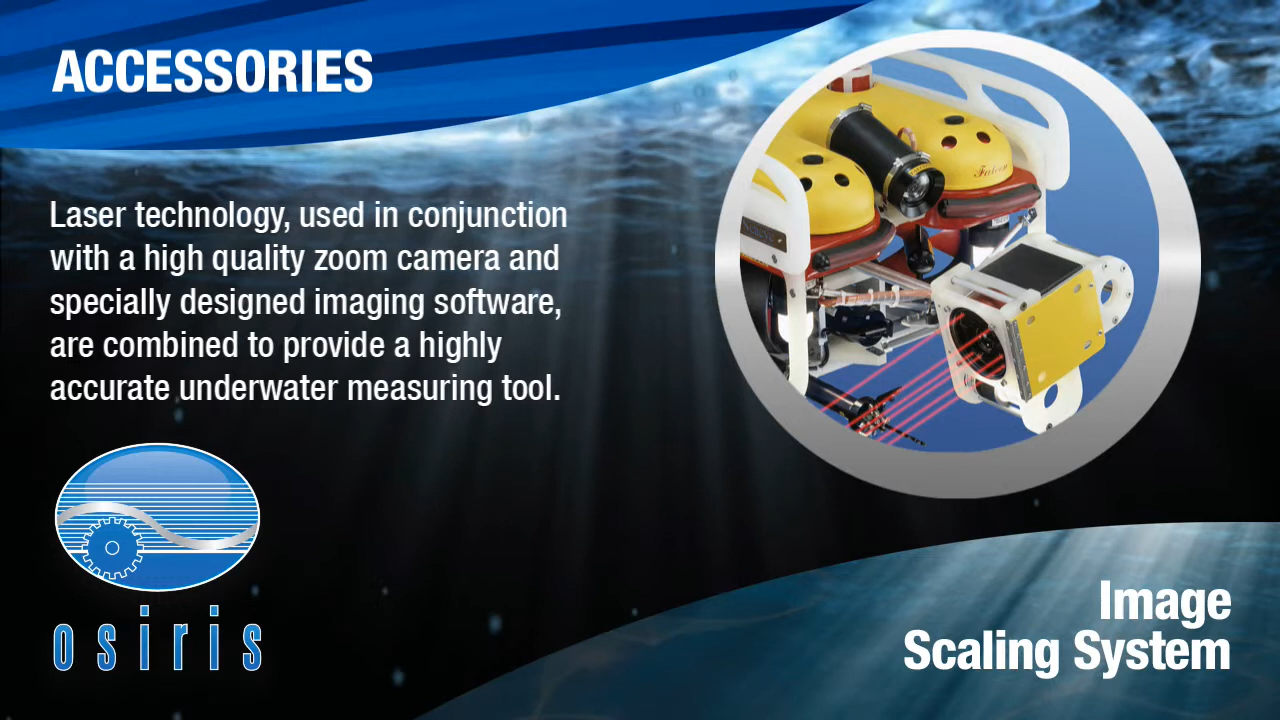 ACCESSORIES
Laser technology, used in conjunction
with a high quality zoom camera and
specially designed imaging software,
are combined to provide a highly
accurate underwater measuring tool.
Falcon
osiris
Image
Scaling System